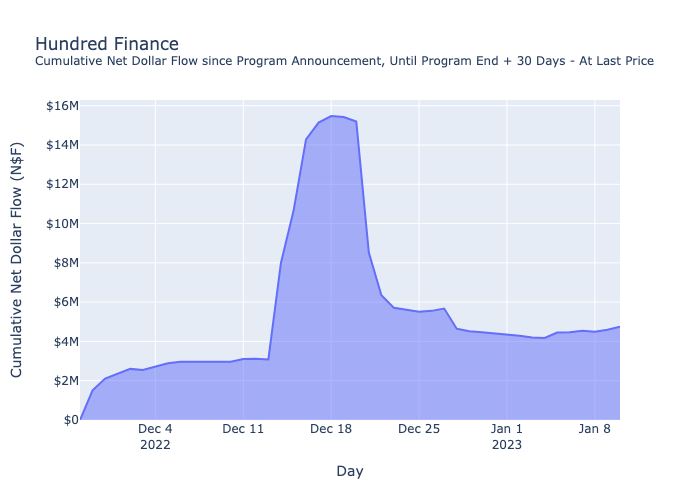 Hundred Finance
Cumulative Net Dollar Flow since Program Announcement, Until Program End + 30 Days - At Last Price
Cumulative Net Dollar Flow (N$F)
$16M
$14M
$12M
$10M
$8M
$6M
$4M
$2M
$0
Dec 4
2022
Dec 11
Dec 18
Dec 25
Jan 1
2023
Jan 8
Day